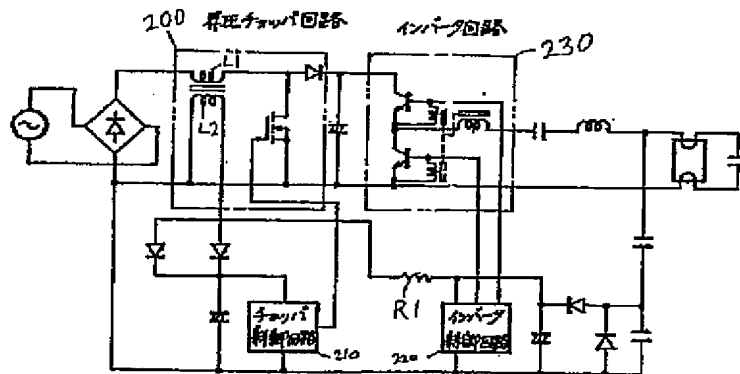 200
昇圧チョッパ回路
インバータ回路
230
L1
L2
R1
チョッパ
制御回路
210
インバータ
制御回路
220